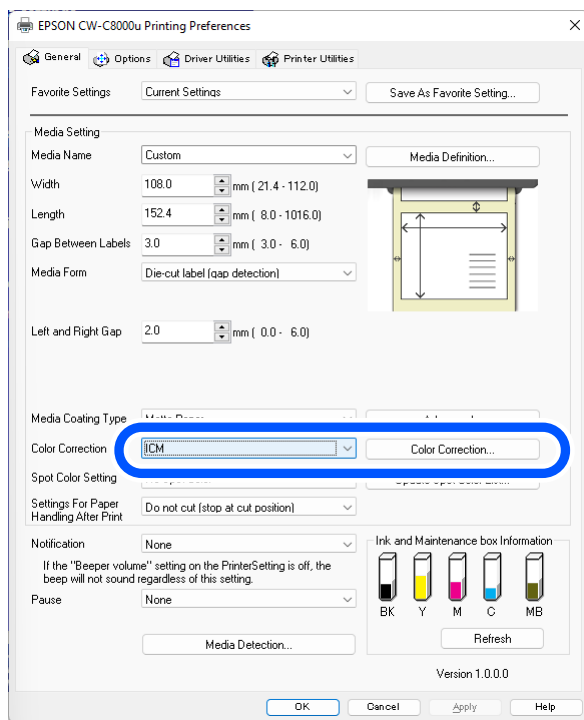 EPSON CW-C8000u Printing Preferences
General Options Driver Utilities Printer Utilities
Favorite Settings Current Settings Save As Favorite Setting...
Media Setting
Media Name Custom Media Definition...
Width 108.0 mm ( 21.4 - 112.0)
Length 152.4 mm ( 8.0 - 1016.0)
Gap Between Labels 3.0 mm ( 3.0 - 6.0)
Media Form Die-cut label (gap detection)
Left and Right Gap 2.0 mm ( 0.0 - 6.0)
Media Coating Type
Color Correction ICM Color Correction...
Spot Color Setting
Settings For Paper
Handling After Print
Do not cut (stop at cut position)
Notification None
If the "Beeper volume" setting on the PrinterSetting is off, the
beep will not sound regardless of this setting.
Pause None
Media Detection...
Ink and Maintenance box Information
BK Y M C MB
Refresh
Version 1.0.0.0
OK Cancel Apply Help